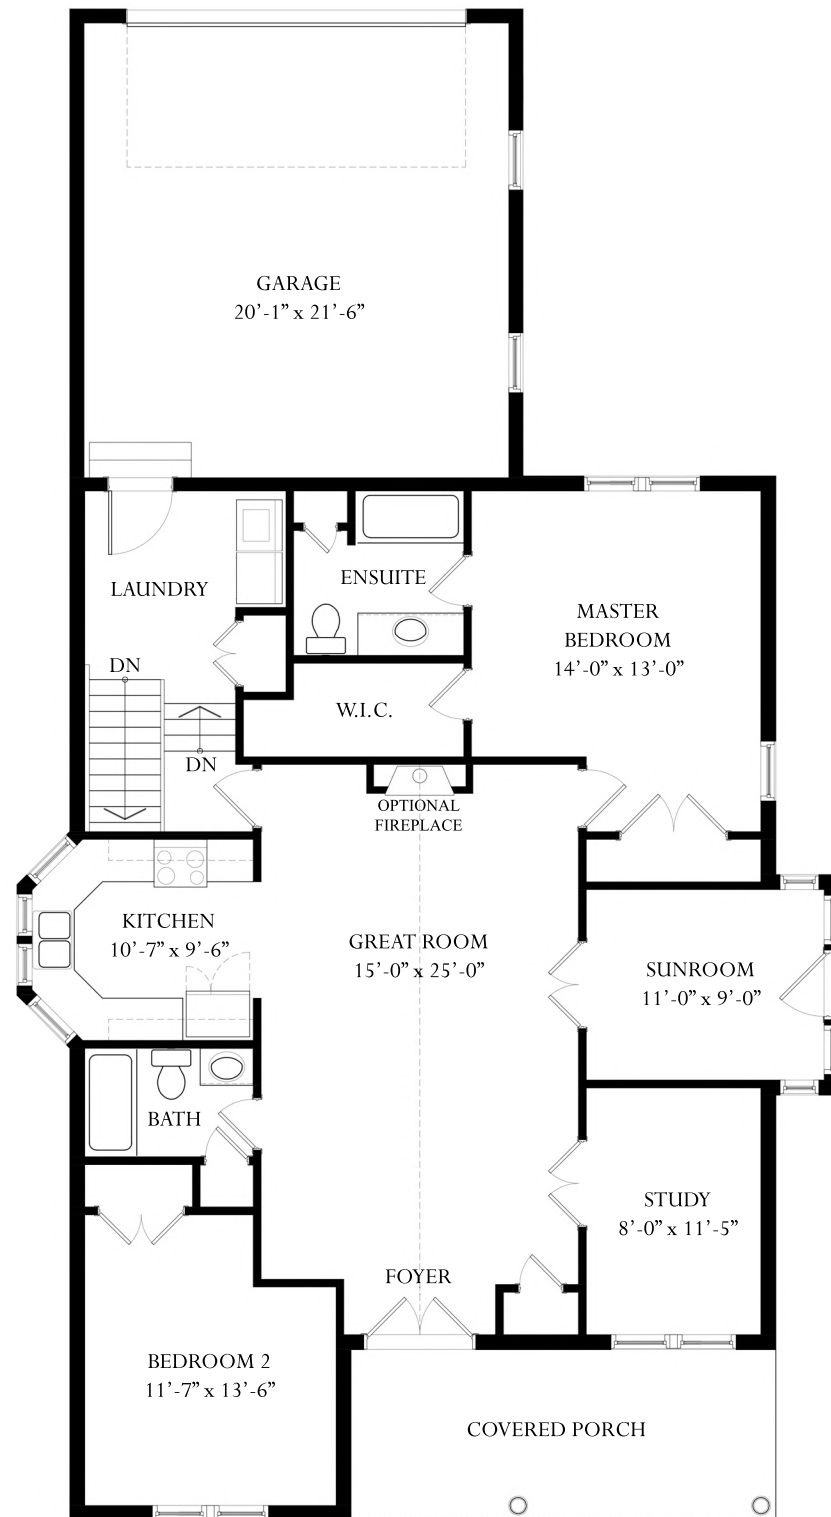 GARAGE
20'-1” x 21'-6”
LAUNDRY
ENSUITE
MASTER
BEDROOM
14'-0” x 13'-0”
DN
W.I.C.
DN
OPTIONAL
FIREPLACE
KITCHEN
10'-7” x 9'-6”
GREAT ROOM
15'-0” x 25'-0”
SUNROOM
11'-0” x 9'-0”
BATH
STUDY
8'-0” x 11'-5”
FOYER
BEDROOM 2
11'-7” x 13'-6”
COVERED PORCH